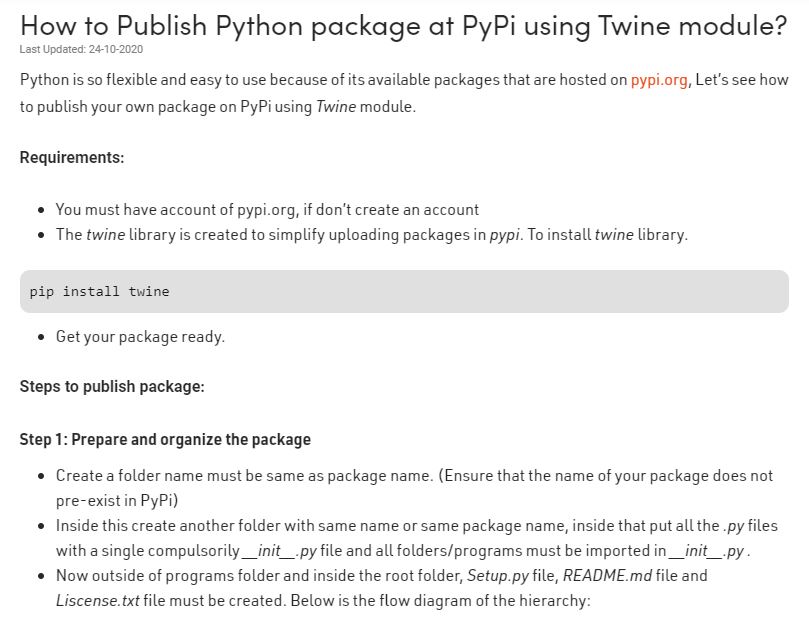 How to Publish Python package at PyPi using Twine module?
Last Updated: 24-10-2020
Python is so flexible and easy to use because of its available packages that are hosted on pypi.org, Let's see how
to publish your own package on PyPi using Twine module.
Requirements:
• You must have account of pypi.org, if don't create an account
• The twine library is created to simplify uploading packages in pypi. To install twine library.
pip install twine
• Get your package ready.
Steps to publish package:
Step 1: Prepare and organize the package
• Create a folder name must be same as package name. (Ensure that the name of your package does not
pre-exist in PyPi)
• Inside this create another folder with same name or same package name, inside that put all the .py files
with a single compulsorily __init__.py file and all folders/programs must be imported in __init__.py .
• Now outside of programs folder and inside the root folder, Setup.py file, README.md file and
Liscense.txt file must be created. Below is the flow diagram of the hierarchy: